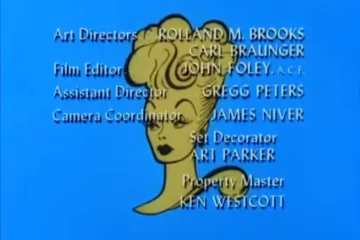 Art Directors ROLLAND M. BROOKS
CARL BRAUNGER
Film Editor JOHN FOLEY, A.C.E.
Assistant Director GREGG PETERS
Camera Coordinator JAMES NIVER
Set Decorator
ART PARKER
Property Master
KEN WESTCOTT